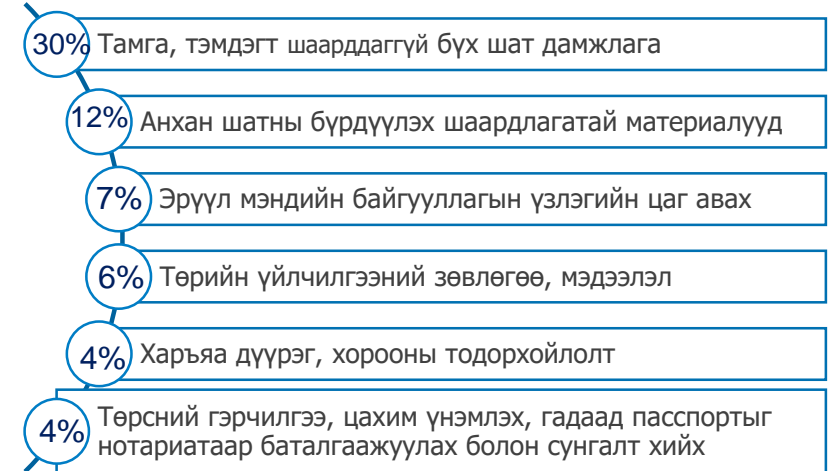 30% Тамга, тэмдэгт шаарддаггүй бүх шат дамжлага
12% Анхан шатны бүрдүүлэх шаардлагатай материалууд
7% Эрүүл мэндийн байгууллагын үзлэгийн цаг авах
6% Төрийн үйлчилгээний зөвлөгөө, мэдээлэл
4% Харъяа дүүрэг, хорооны тодорхойлолт
4% Төрсний гэрчилгээ, цахим үнэмлэх, гадаад пасспортыг
нотариатаар баталгаажуулах болон сунгалт хийх